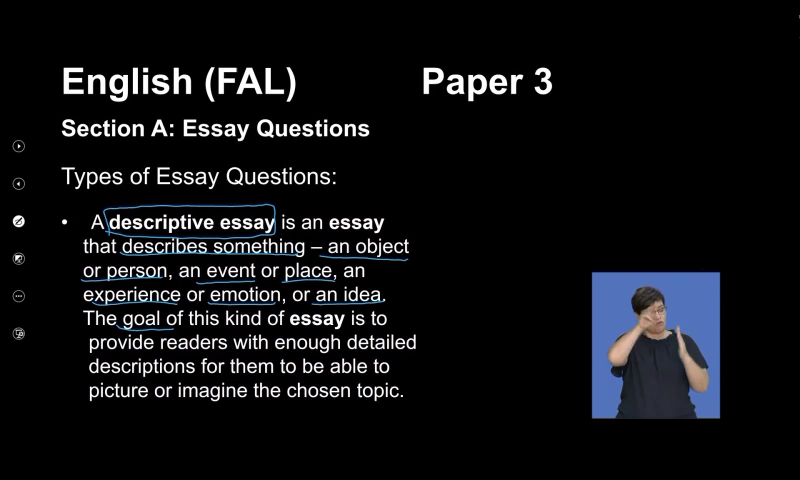 English (FAL) Paper 3
Section A: Essay Questions
Types of Essay Questions:
• A descriptive essay is an essay
that describes something – an object
or person, an event or place, an
experience or emotion, or an idea.
The goal of this kind of essay is to
provide readers with enough detailed
descriptions for them to be able to
picture or imagine the chosen topic.